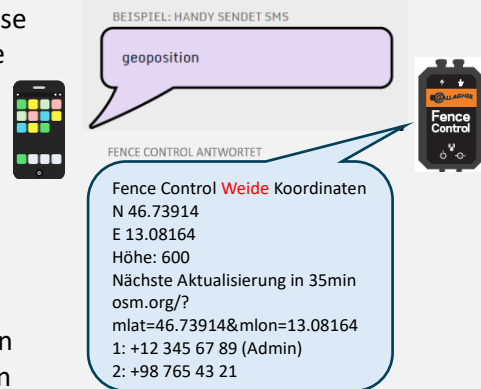 se
e
BEISPIEL: HANDY SENDET SMS
geoposition
GALLAGHER
Fence
Control
FENCE CONTROL ANTWORTET
Fence Control Weide Koordinaten
N 46.73914
E 13.08164
Höhe: 600
Nächste Aktualisierung in 35min
osm.org/?
mlat=46.73914&mlon=13.08164
1: +12 345 67 89 (Admin)
2: +98 765 43 21
n
n